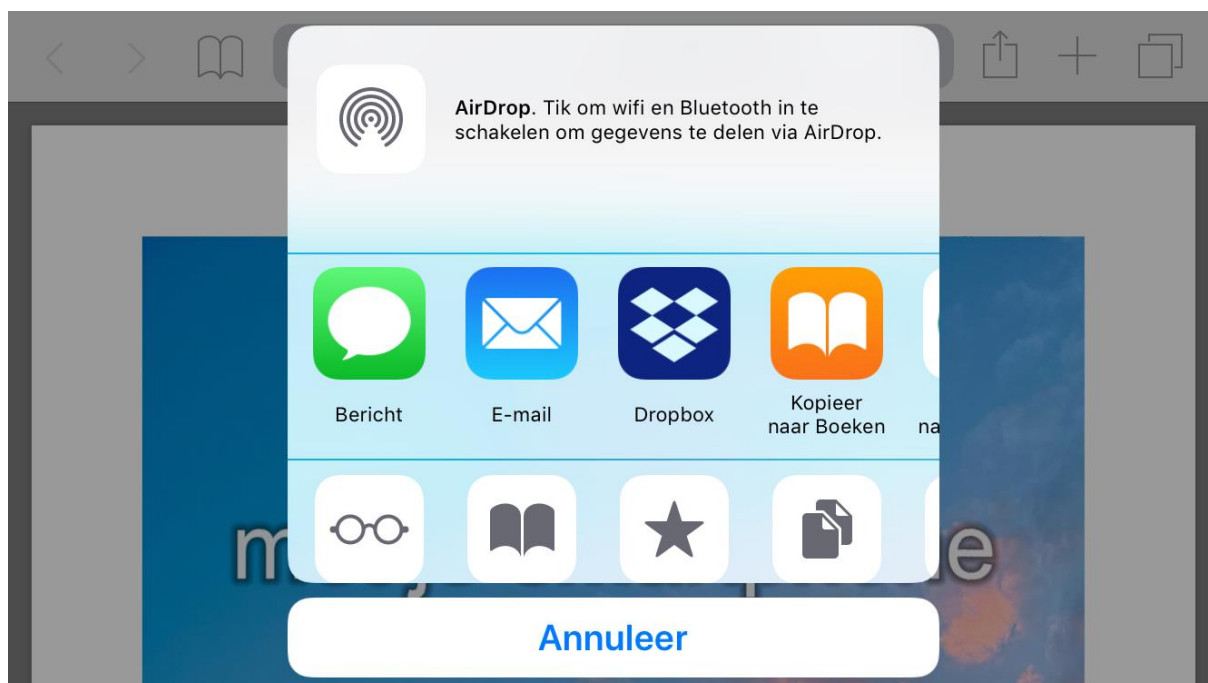 AirDrop. Tik om wifi en Bluetooth in te
schakelen om gegevens te delen via AirDrop.
Bericht
E-mail
Dropbox
Kopieer
naar Boeken
na
Annuleer